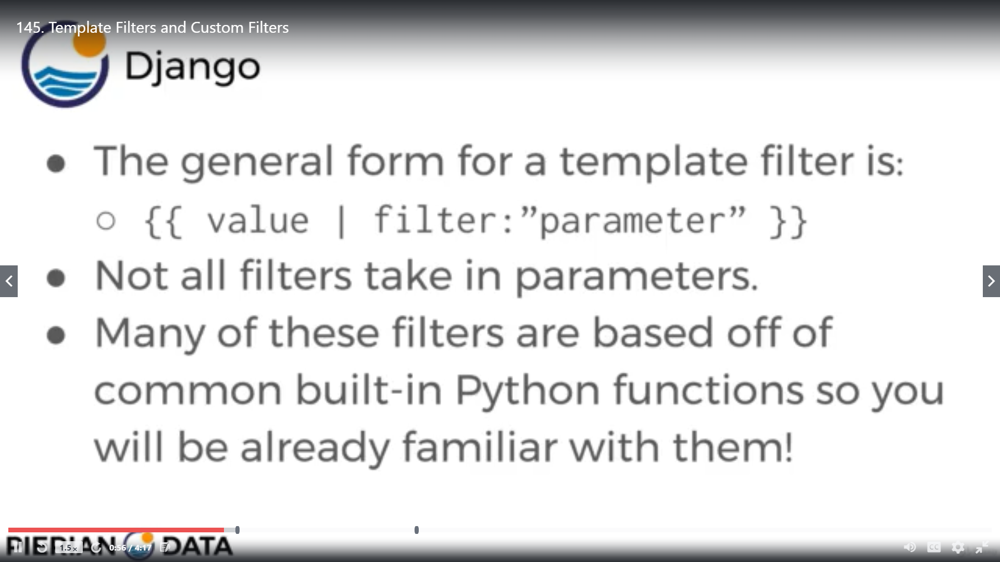 145. Template Filters and Custom Filters
Django
● The general form for a template filter is:
○ {{ value | filter:”parameter” }}
● Not all filters take in parameters.
● Many of these filters are based off of
common built-in Python functions so you
will be already familiar with them!
PIERIAN DATA
1.5x 0:56 / 4:17
CC